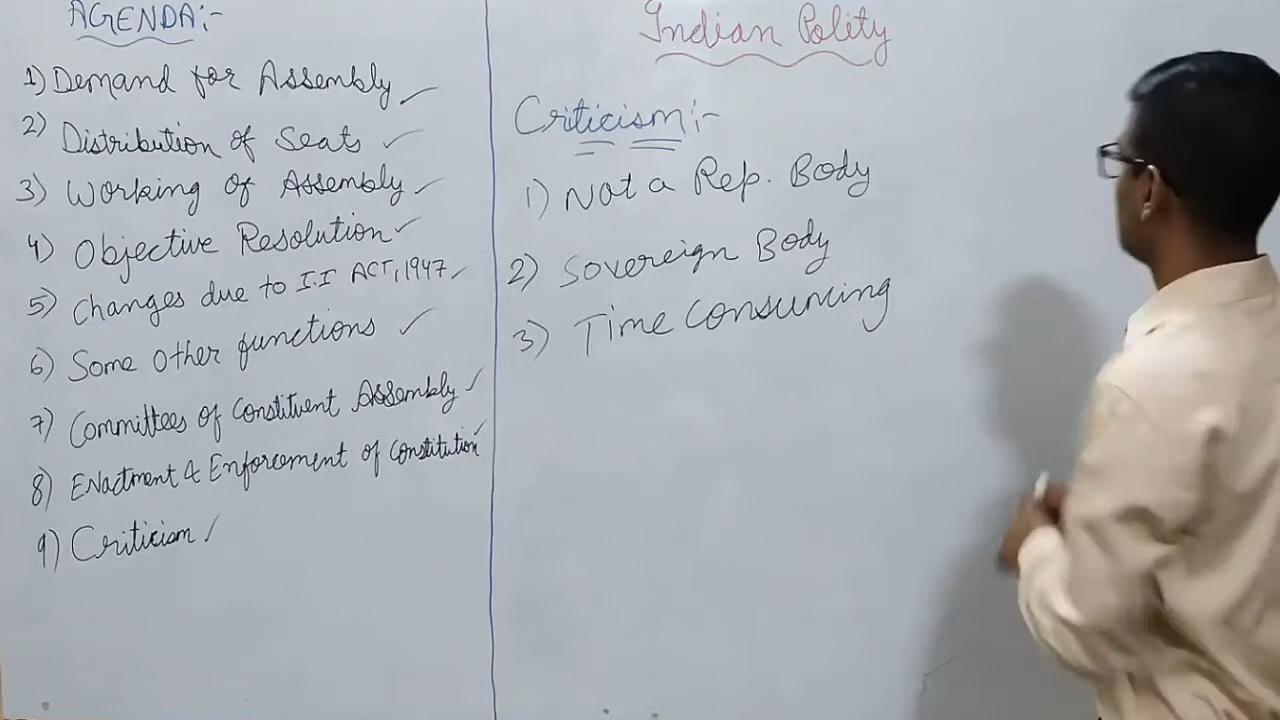 AGENDA:-
1) Demand for Assembly ✓
2) Distribution of Seats ✓
3) Working of Assembly ✓
4) Objective Resolution ✓
5) Changes due to I.I ACT, 1947 ✓
6) Some Other functions ✓
7) Committees of Constituent Assembly ✓
8) Enactment & Enforcement of Constitution ✓
9) Criticism ✓
Indian Polity
Criticism:-
1) Not a Rep. Body
2) Sovereign Body
3) Time Consuming